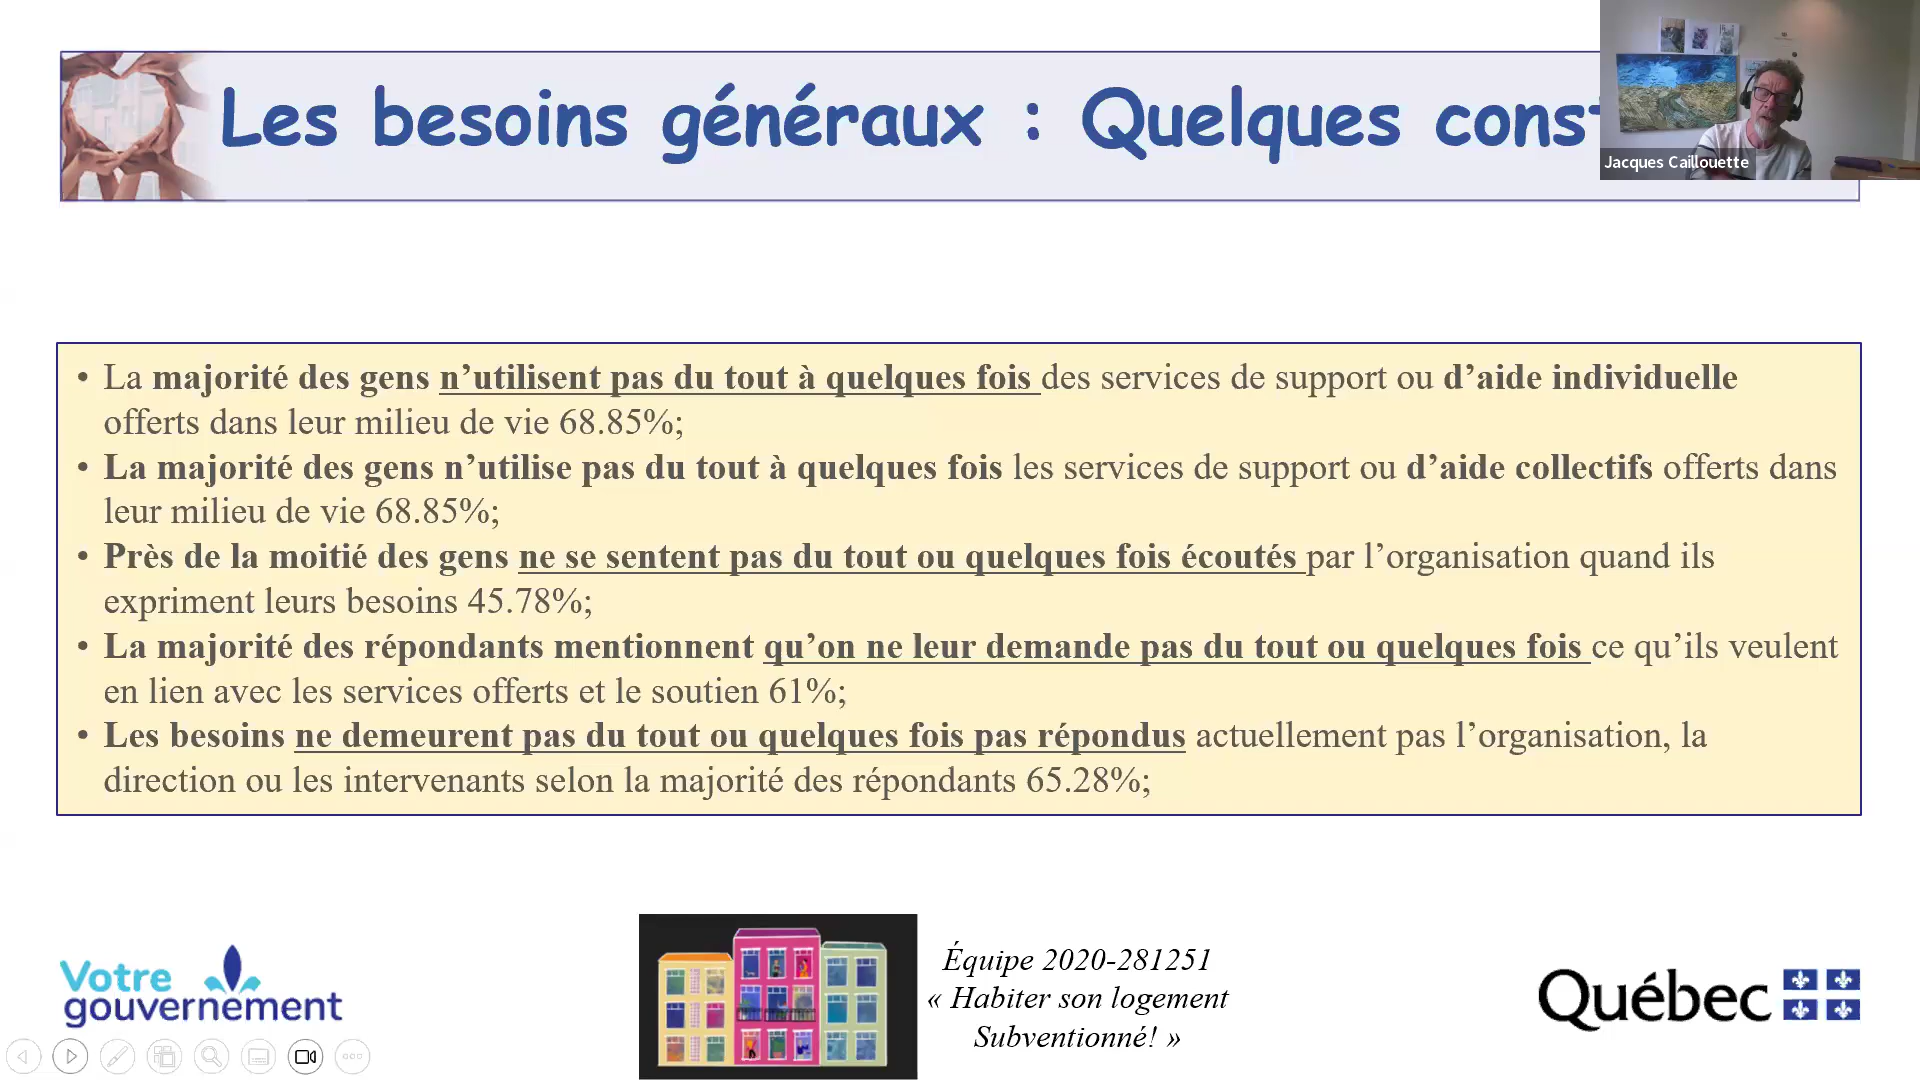 Les besoins généraux : Quelques const
Jacques Caillouette
• La majorité des gens n’utilisent pas du tout à quelques fois des services de support ou d’aide individuelle
offerts dans leur milieu de vie 68.85%;
• La majorité des gens n’utilise pas du tout à quelques fois les services de support ou d’aide collectifs offerts dans
leur milieu de vie 68.85%;
• Près de la moitié des gens ne se sentent pas du tout ou quelques fois écoutés par l’organisation quand ils
expriment leurs besoins 45.78%;
• La majorité des répondants mentionnent qu’on ne leur demande pas du tout ou quelques fois ce qu’ils veulent
en lien avec les services offerts et le soutien 61%;
• Les besoins ne demeurent pas du tout ou quelques fois pas répondus actuellement pas l’organisation, la
direction ou les intervenants selon la majorité des répondants 65.28%;
Votre
gouvernement
Équipe 2020-281251
« Habiter son logement
Subventionné! »
Québec